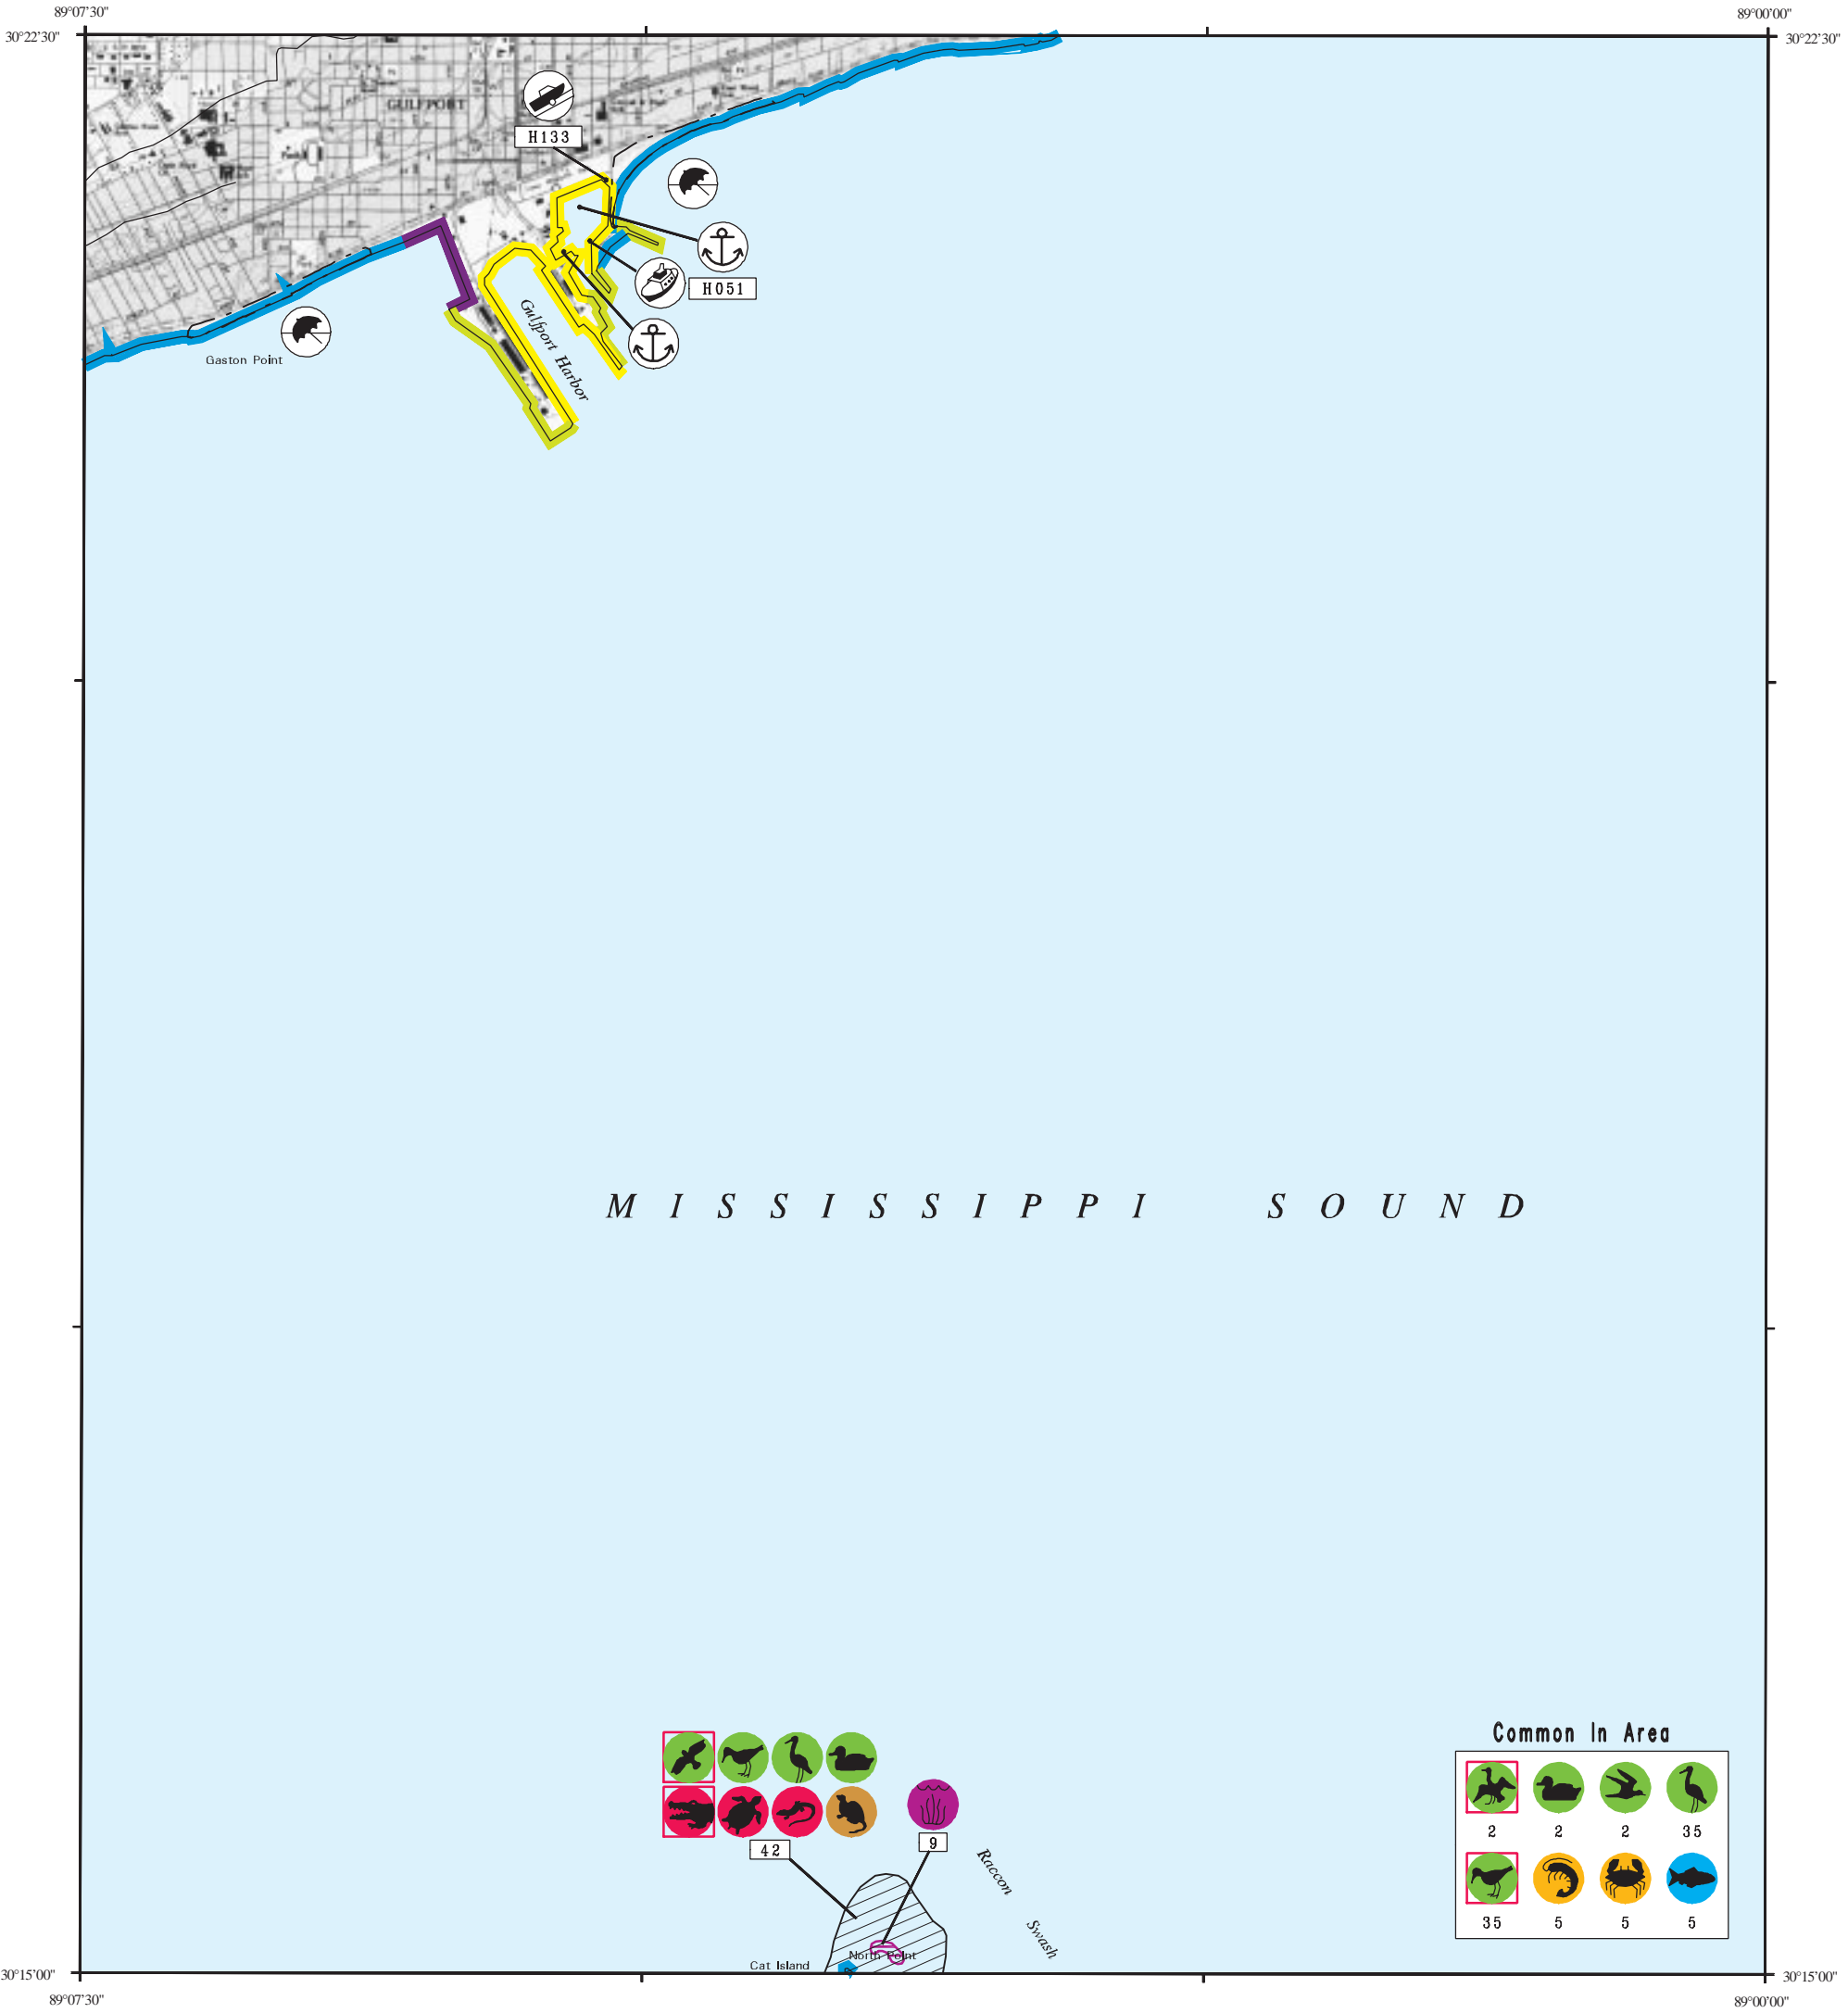 89°07'30"
89°00'00"
30°22'30"
30°22'30"
GULFPORT
H133
H051
Gulfport Harbor
Gaston Point
MISSISSIPPI SOUND
Common In Area
2 2 2 35
35 5 5 5
42
9
Raccoon
Swash
North Point
Cat Island
30°15'00"
30°15'00"
89°07'30"
89°00'00"